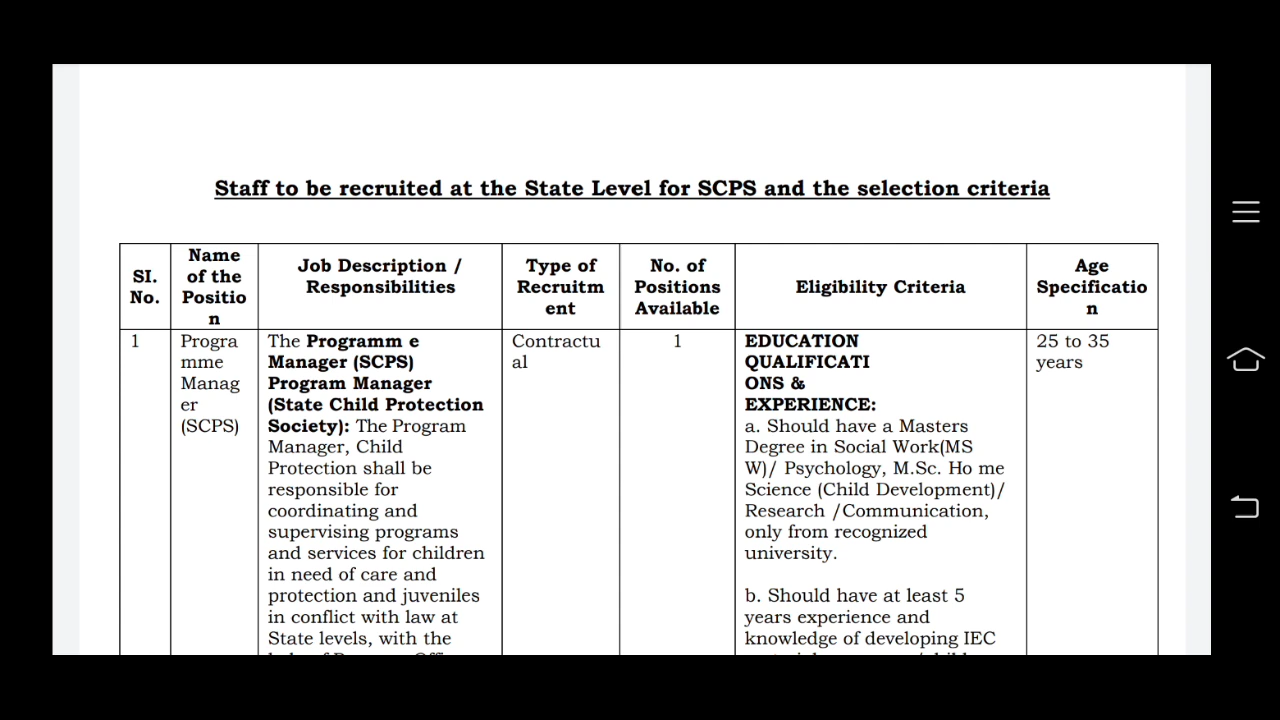 Staff to be recruited at the State Level for SCPS and the selection criteria
SI.
No.
Name
of the
Positio
n
Job Description /
Responsibilities
Type of
Recruitm
ent
No. of
Positions
Available
Eligibility Criteria
Age
Specificatio
n
1
Progra
mme
Manag
er
(SCPS)
The Programm e
Manager (SCPS)
Program Manager
(State Child Protection
Society): The Program
Manager, Child
Protection shall be
responsible for
coordinating and
supervising programs
and services for children
in need of care and
protection and juveniles
in conflict with law at
State levels, with the
Contractu
al
1
EDUCATION
QUALIFICATI
ONS &
EXPERIENCE:
a. Should have a Masters
Degree in Social Work(MS
W)/ Psychology, M.Sc. Ho me
Science (Child Development)/
Research /Communication,
only from recognized
university.
b. Should have at least 5
years experience and
knowledge of developing IEC
25 to 35
years